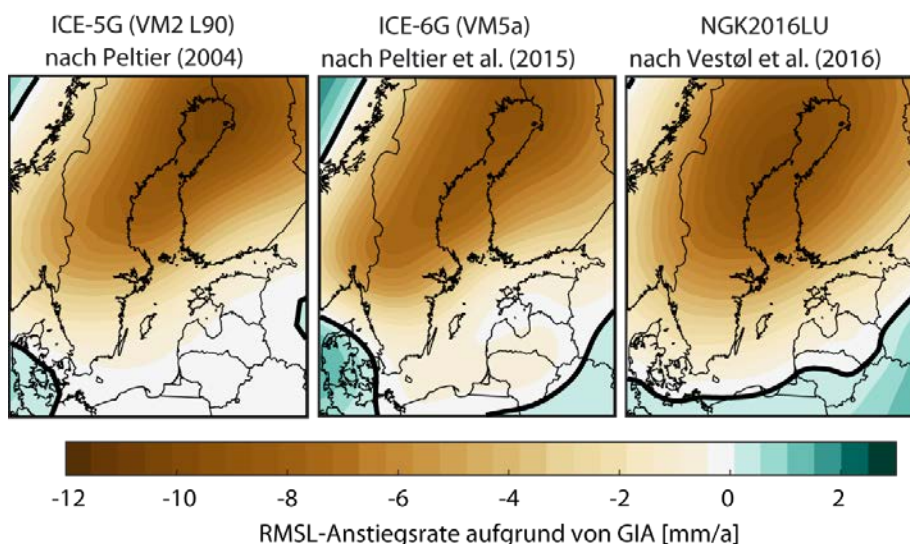 ICE-5G (VM2 L90)
nach Peltier (2004)
ICE-6G (VM5a)
nach Peltier et al. (2015)
NGK2016LU
nach Vestøl et al. (2016)
-12 -10 -8 -6 -4 -2 0 2
RMSL-Anstiegsrate aufgrund von GIA [mm/a]